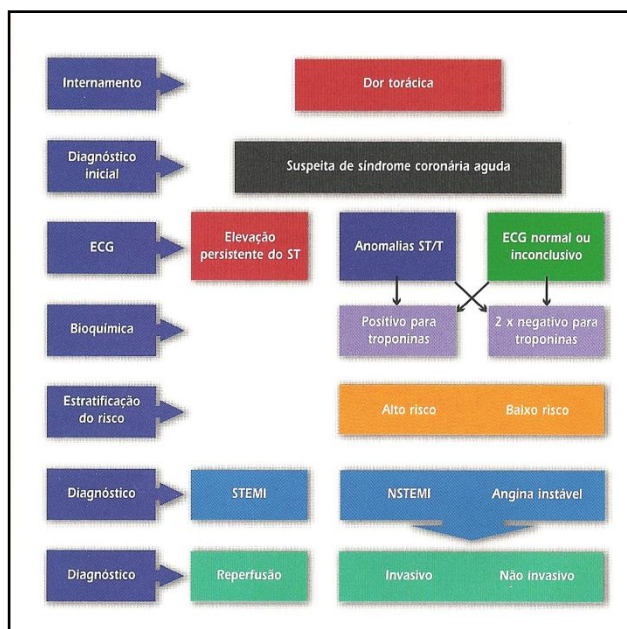 Internamento
Dor torácica
Diagnóstico
inicial
Suspeita de síndrome coronária aguda
ECG
Elevação
persistente do ST
Anomalias ST/T
ECG normal ou
inconclusivo
Bioquímica
Positivo para
troponinas
2 x negativo para
troponinas
Estratificação
do risco
Alto risco
Baixo risco
Diagnóstico
STEMI
NSTEMI
Angina instável
Diagnóstico
Reperfusão
Invasivo
Não invasivo